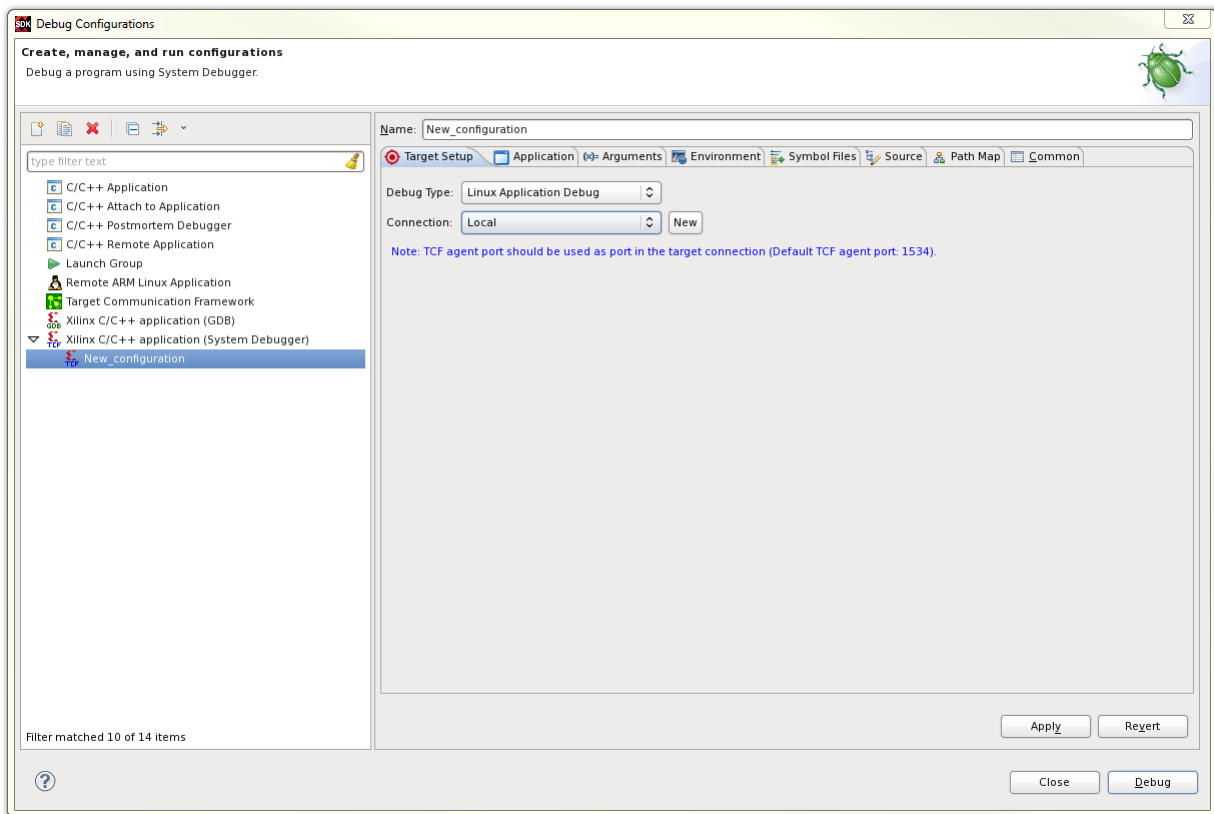 SDK Debug Configurations
Create, manage, and run configurations
Debug a program using System Debugger.
type filter text
C C/C++ Application
C C/C++ Attach to Application
C C/C++ Postmortem Debugger
C C/C++ Remote Application
Launch Group
Remote ARM Linux Application
Target Communication Framework
GDB Xilinx C/C++ application (GDB)
TCF Xilinx C/C++ application (System Debugger)
TCF New_configuration
Filter matched 10 of 14 items
Name: New_configuration
Target Setup Application (x)= Arguments Environment Symbol Files Source Path Map Common
Debug Type: Linux Application Debug
Connection: Local New
Note: TCF agent port should be used as port in the target connection (Default TCF agent port: 1534).
Apply Revert
? Close Debug